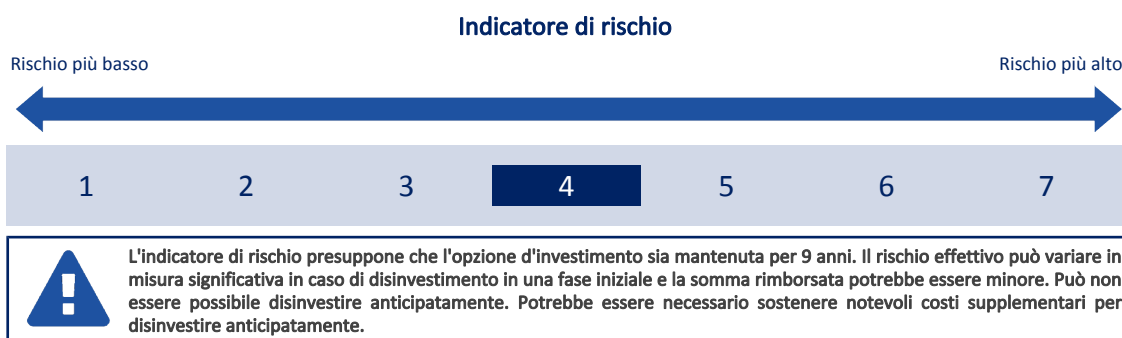 Indicatore di rischio
Rischio più basso
Rischio più alto
1 2 3 4 5 6 7
L'indicatore di rischio presuppone che l'opzione d'investimento sia mantenuta per 9 anni. Il rischio effettivo può variare in
misura significativa in caso di disinvestimento in una fase iniziale e la somma rimborsata potrebbe essere minore. Può non
essere possibile disinvestire anticipatamente. Potrebbe essere necessario sostenere notevoli costi supplementari per
disinvestire anticipatamente.